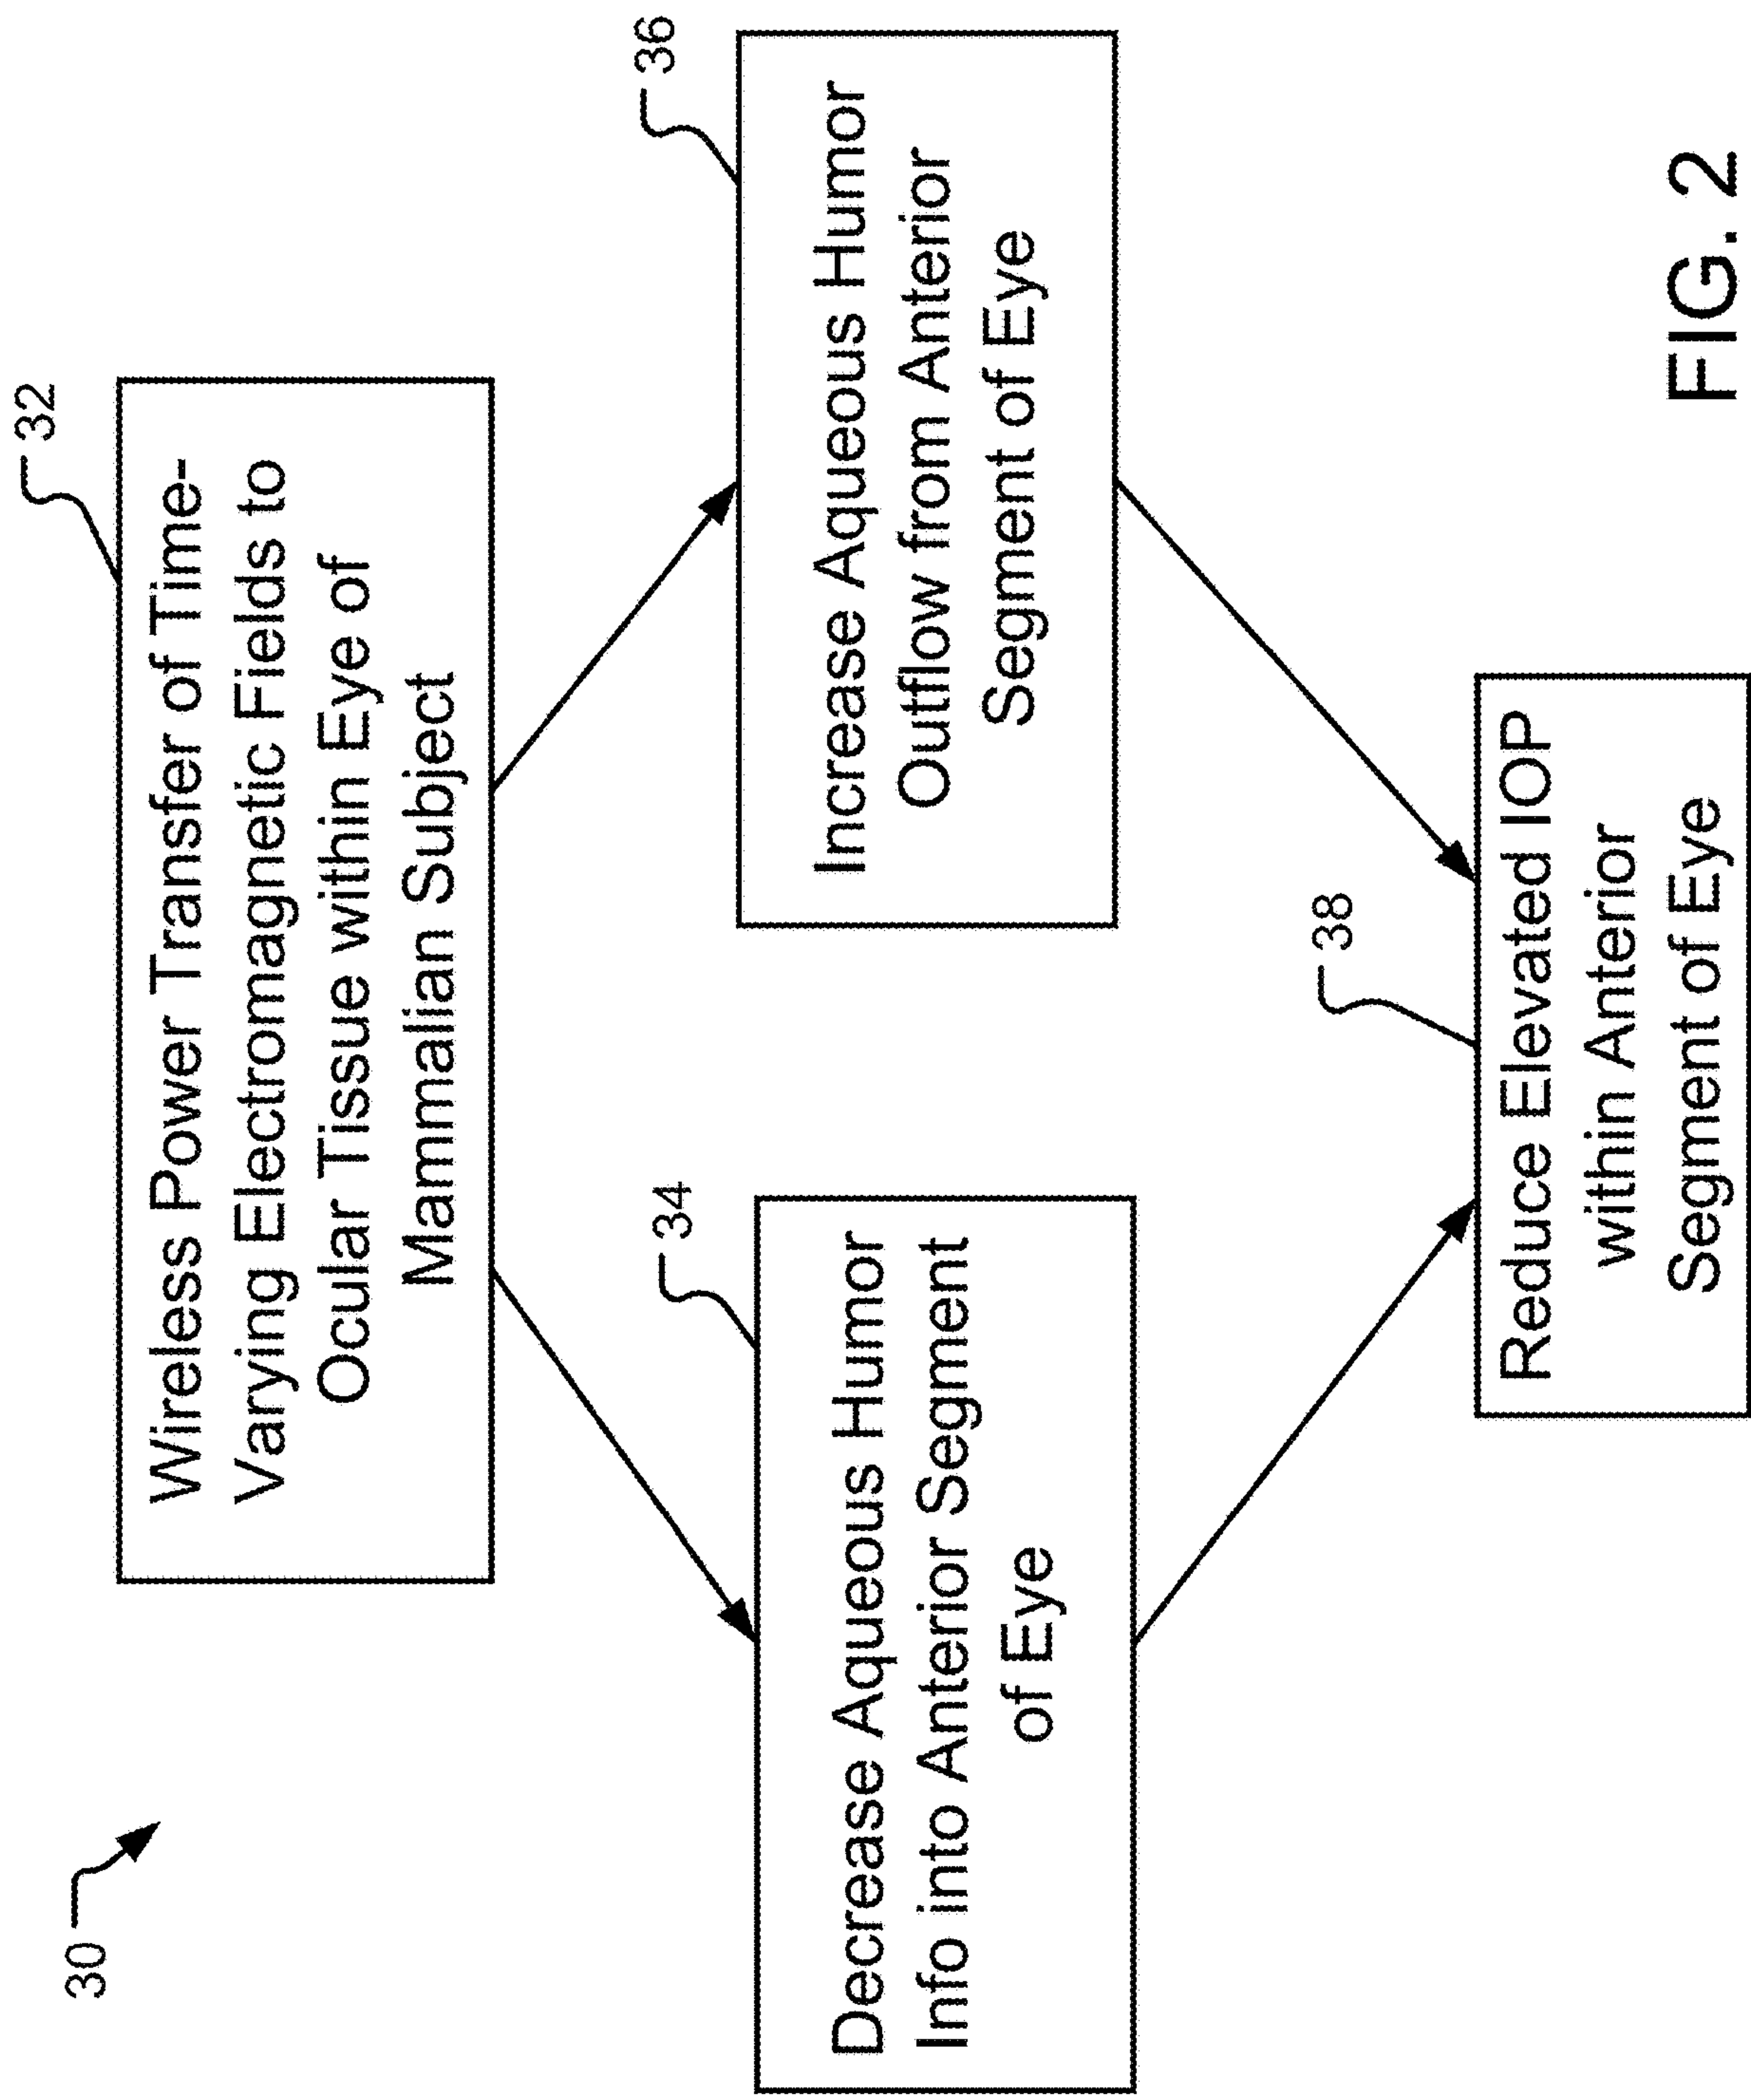 30
32
Wireless Power Transfer of Time-
Varying Electromagnetic Fields to
Ocular Tissue within Eye of
Mammalian Subject
34
Decrease Aqueous Humor
Info into Anterior Segment
of Eye
36
Increase Aqueous Humor
Outflow from Anterior
Segment of Eye
38
Reduce Elevated IOP
within Anterior
Segment of Eye
FIG. 2